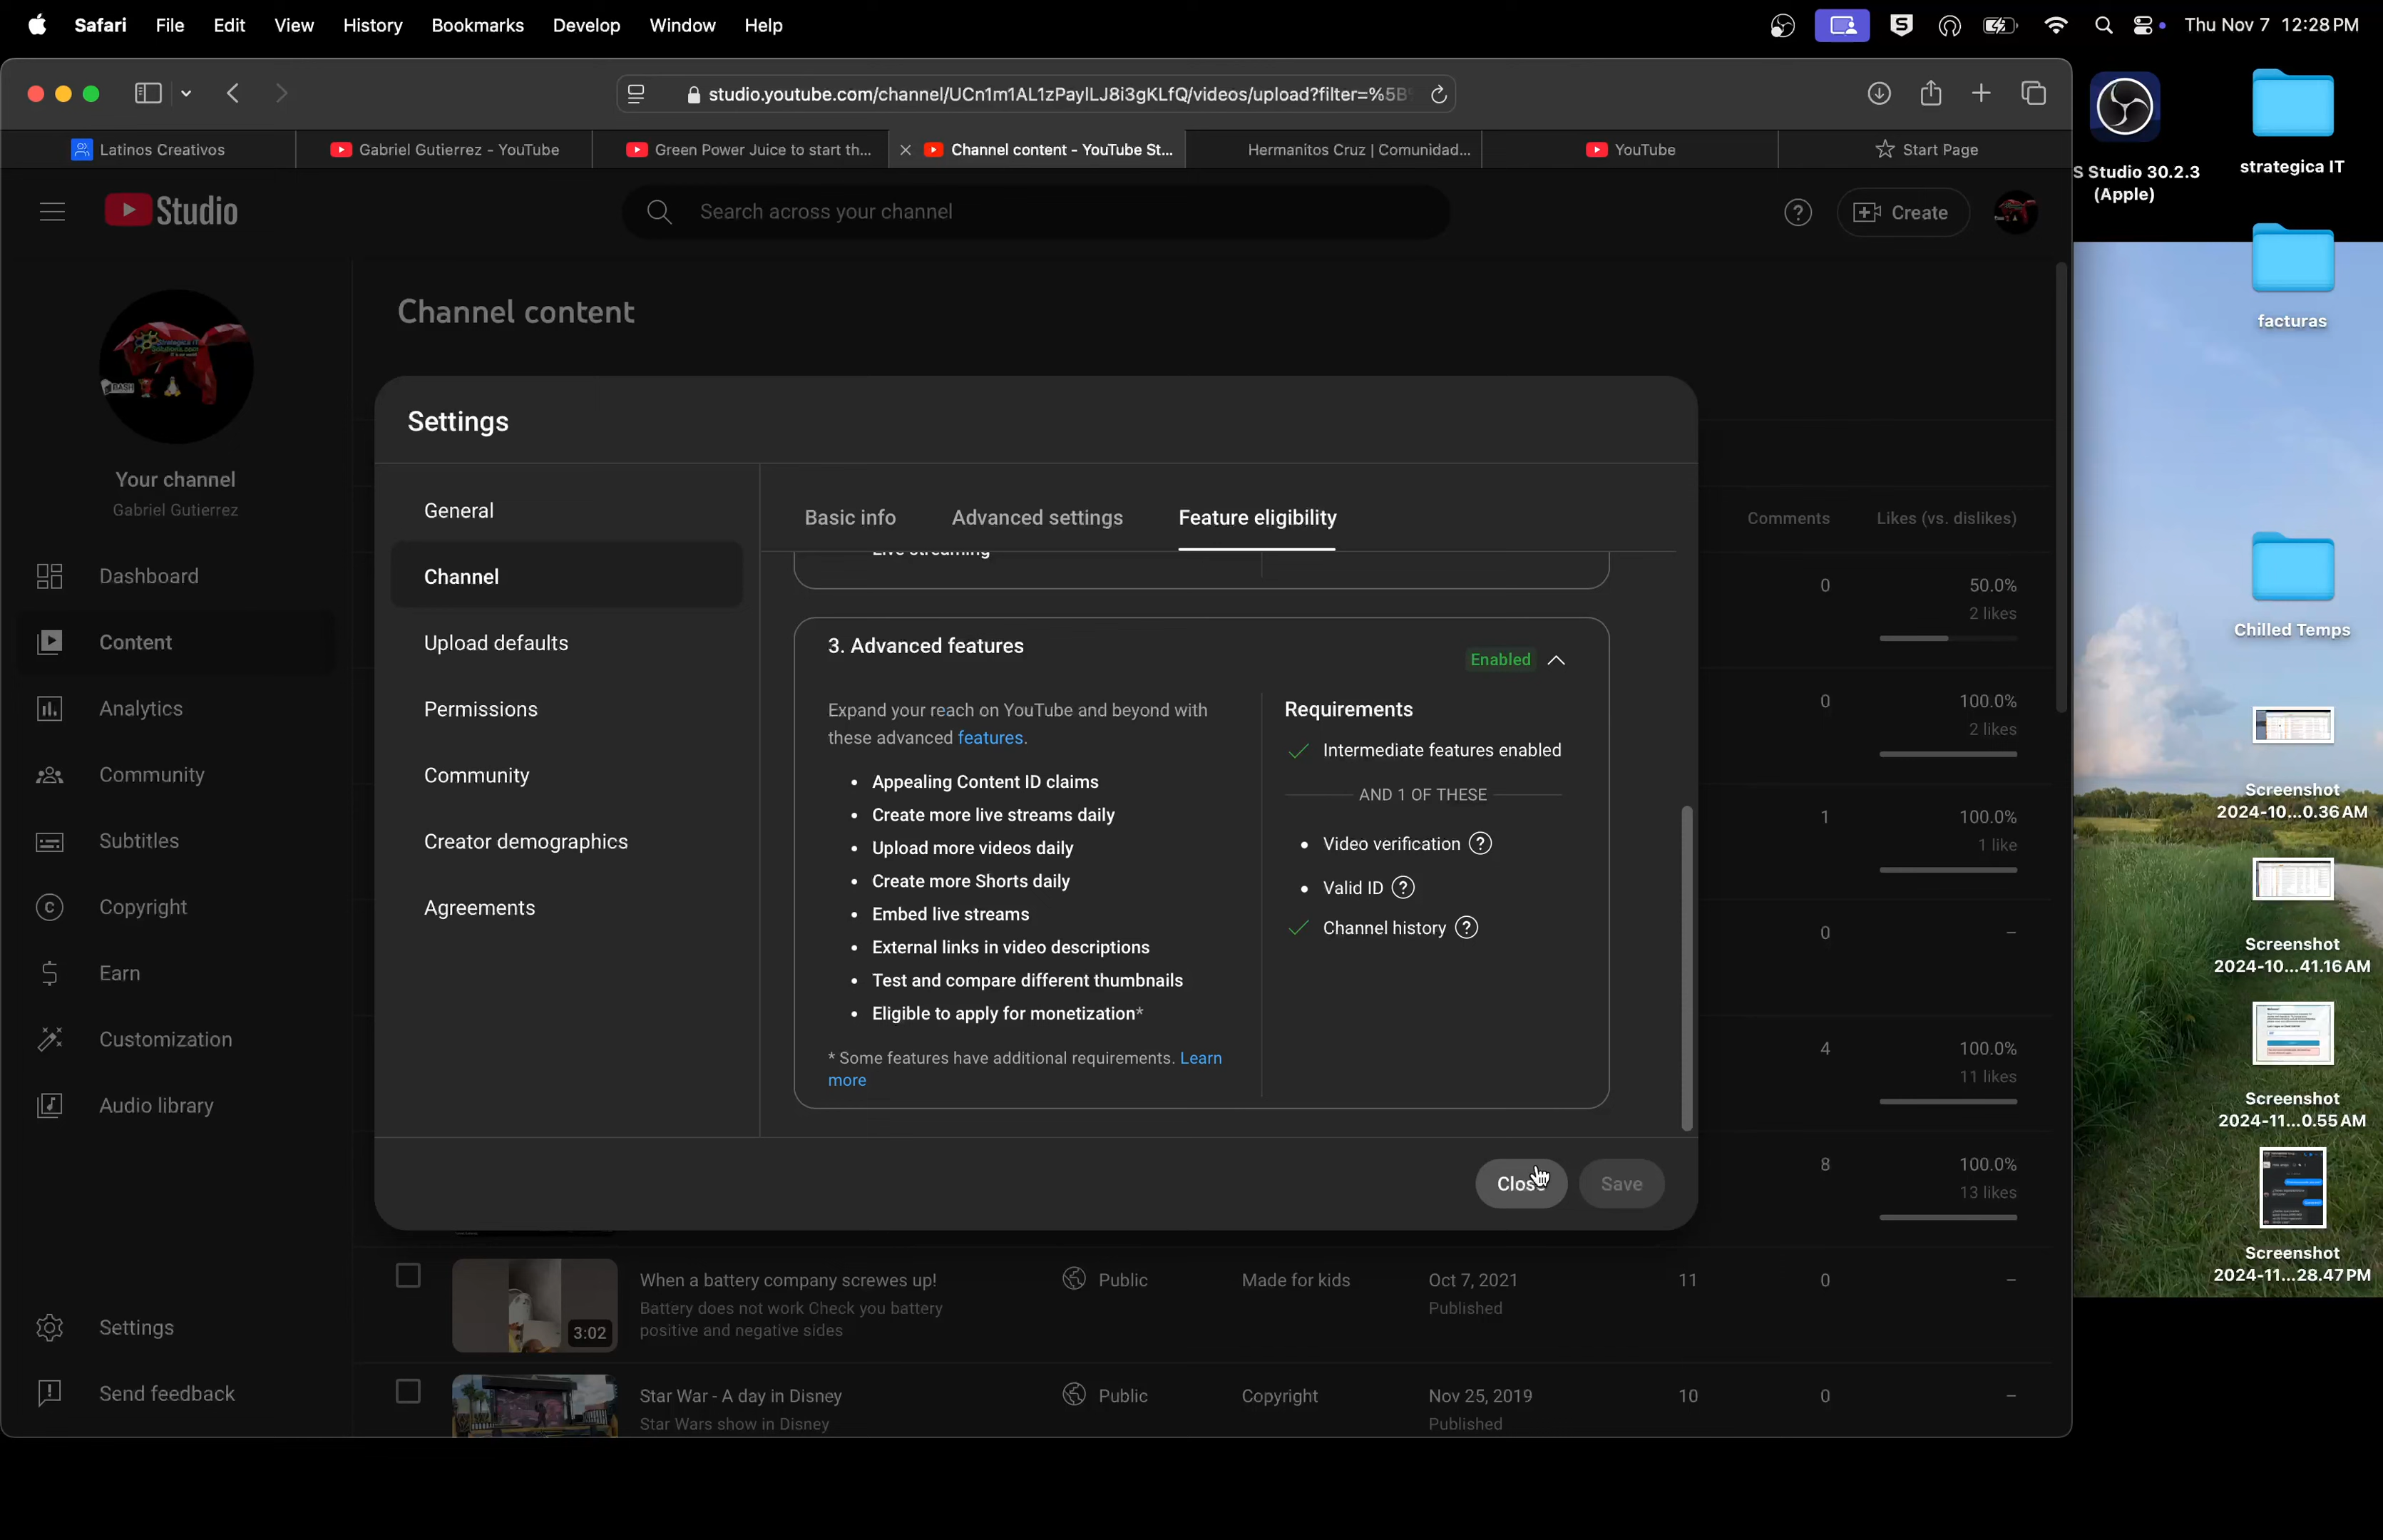 Safari File Edit View History Bookmarks Develop Window Help
Thu Nov 7 12:28 PM
studio.youtube.com/channel/UCn1m1AL1zPaylLJ8i3gKLfQ/videos/upload?filter=%5B
Latinos Creativos
Gabriel Gutierrez - YouTube
Green Power Juice to start th...
Channel content - YouTube St...
Hermanitos Cruz | Comunidad...
YouTube
Start Page
Studio
Search across your channel
Create
Channel content
Your channel
Gabriel Gutierrez
Dashboard
Content
Analytics
Community
Subtitles
Copyright
Earn
Customization
Audio library
Settings
Send feedback
Settings
General
Channel
Upload defaults
Permissions
Community
Creator demographics
Agreements
Basic info
Advanced settings
Feature eligibility
Live streaming
3. Advanced features
Enabled
Expand your reach on YouTube and beyond with
these advanced features.
• Appealing Content ID claims
• Create more live streams daily
• Upload more videos daily
• Create more Shorts daily
• Embed live streams
• External links in video descriptions
• Test and compare different thumbnails
• Eligible to apply for monetization*
* Some features have additional requirements. Learn
more
Requirements
Intermediate features enabled
AND 1 OF THESE
• Video verification
• Valid ID
Channel history
Close
Save
Comments
Likes (vs. dislikes)
0 50.0%
2 likes
0 100.0%
2 likes
1 100.0%
1 like
0 –
4 100.0%
11 likes
8 100.0%
13 likes
3:02
When a battery company screwes up!
Battery does not work Check you battery
positive and negative sides
Public
Made for kids
Oct 7, 2021
Published
11
0
–
Star War - A day in Disney
Star Wars show in Disney
Public
Copyright
Nov 25, 2019
Published
10
0
–
S Studio 30.2.3
(Apple)
strategica IT
facturas
Chilled Temps
Screenshot
2024-10...0.36 AM
Screenshot
2024-10...41.16 AM
Screenshot
2024-11...0.55 AM
Screenshot
2024-11...28.47 PM